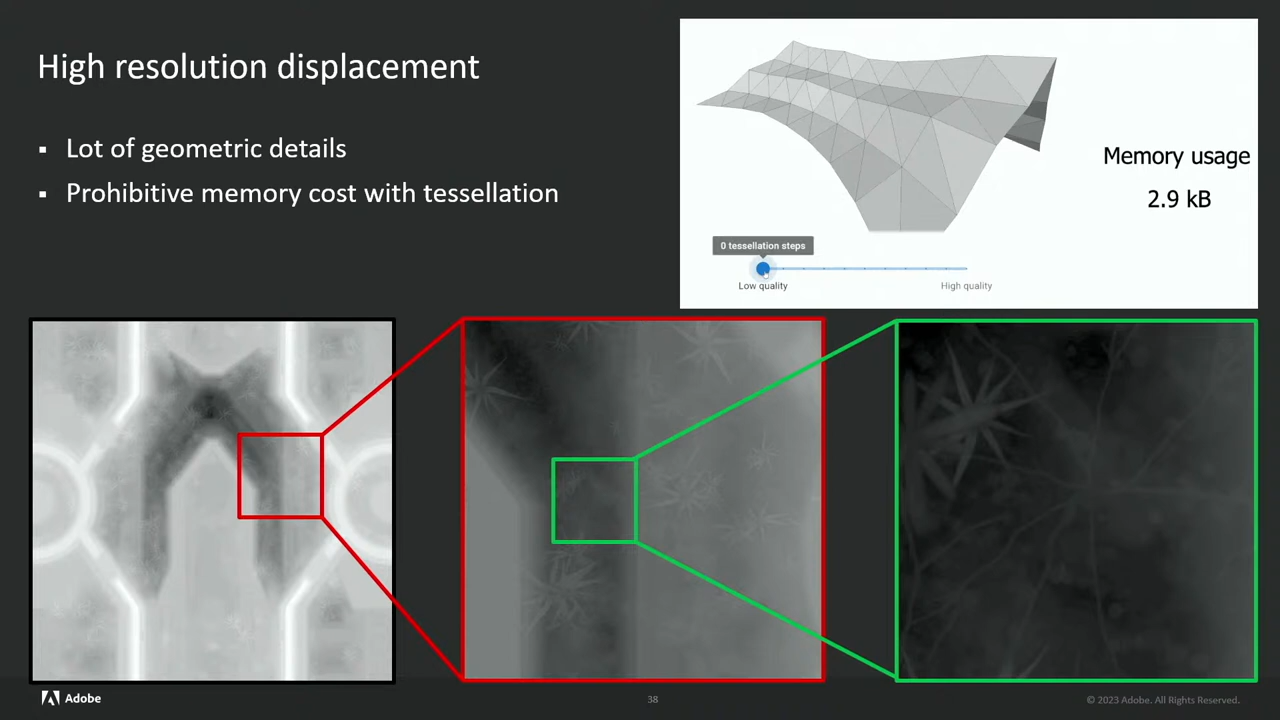 High resolution displacement
▪ Lot of geometric details
▪ Prohibitive memory cost with tessellation
Memory usage
2.9 kB
0 tessellation steps
Low quality
High quality
Adobe
38
© 2023 Adobe. All Rights Reserved.